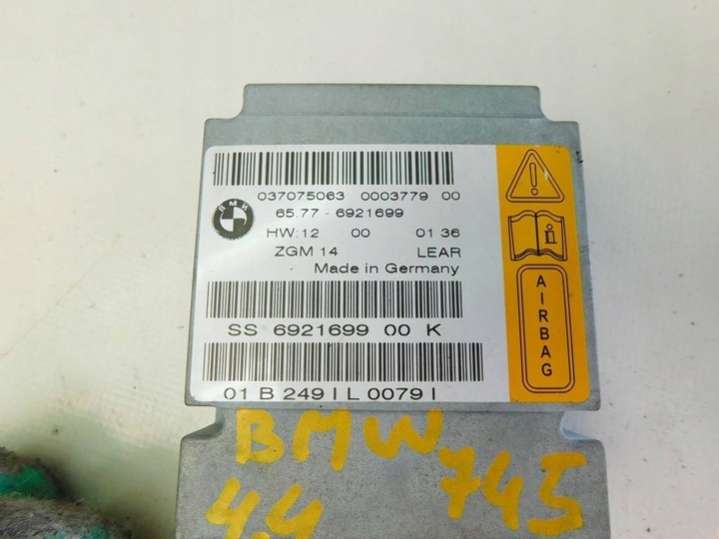 037075063 0003779 00
BMW
65.77 - 6921699
HW:12 00 01 36
ZGM 14 LEAR
Made in Germany
SS 6921699 00 K
01 B 249 I L 0079 I
AIRBAG
BMW 745
4.4